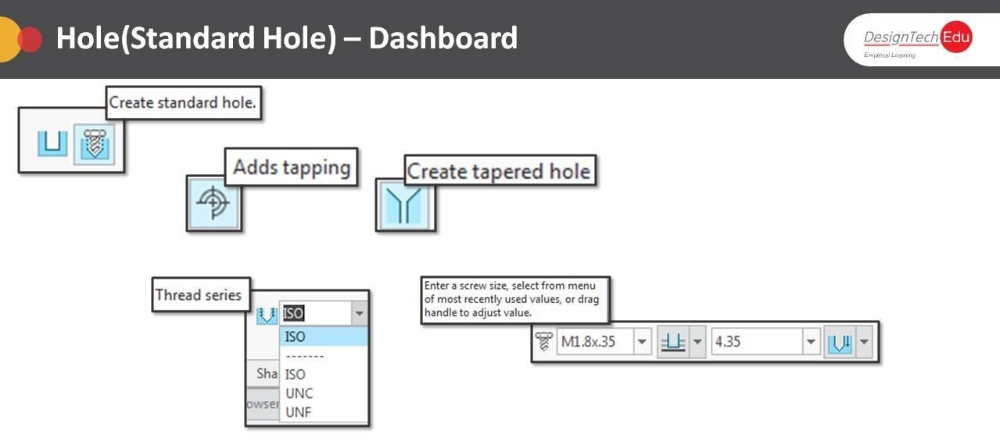 Hole(Standard Hole) – Dashboard
DesignTech Edu
Empirical Learning
Create standard hole.
Adds tapping
Create tapered hole
Thread series
ISO
ISO
-------
ISO
UNC
UNF
Sha
owser
Enter a screw size, select from menu
of most recently used values, or drag
handle to adjust value.
M1.8x.35
4.35